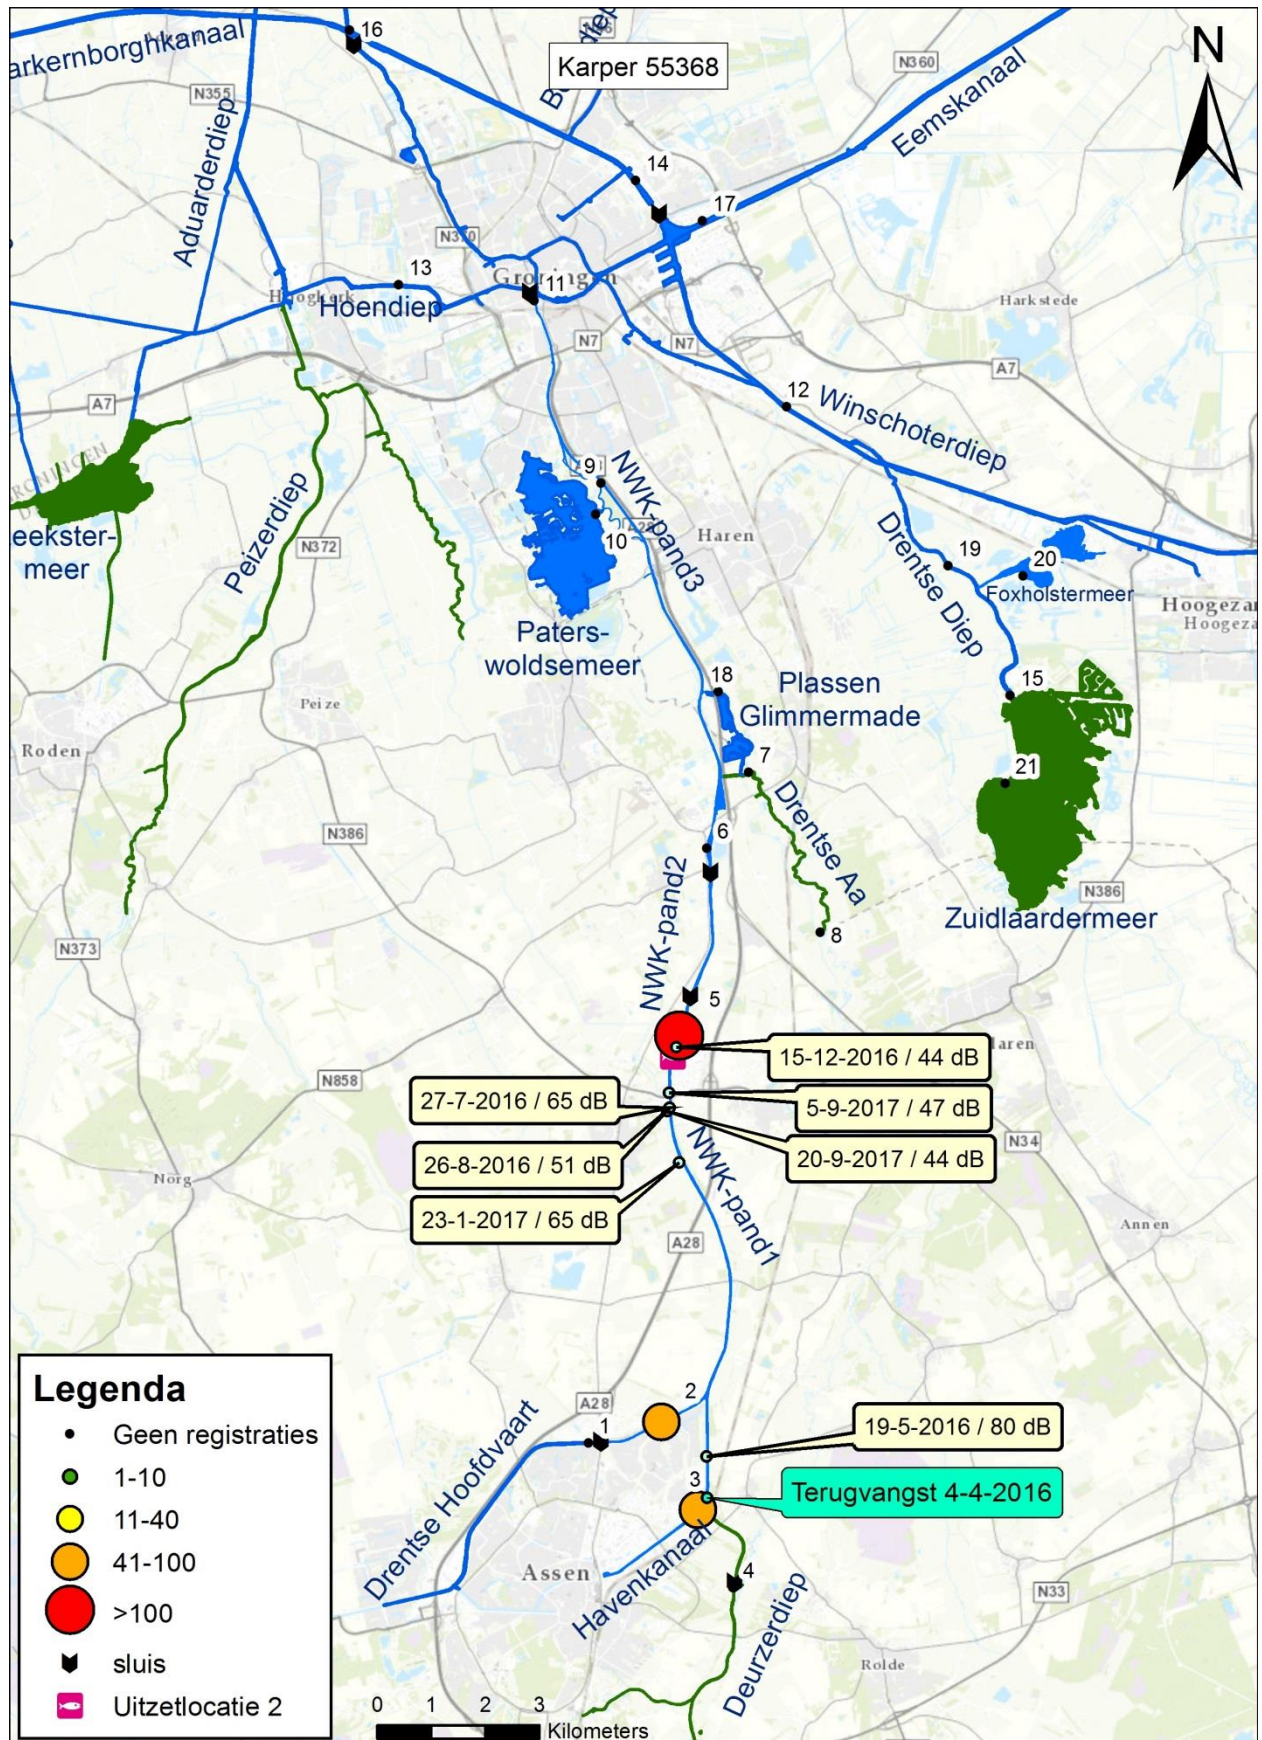 16
Karper 55368
N
arkernborghkanaal
N360
N355
Eemskanaal
Aduarderdiep
14
17
N370
13
Groningen
11
Hoogkerk
Hoendiep
Harkstede
N7
N7
A7
12
Winschoterdiep
A7
GRONINGEN
9
NWK-pand3
A28
10
Haren
Peizerdiep
N372
eekster-
meer
Drentse Diep
19
20
Foxholstermeer
Hoogezan
Hoogeza
Paters-
woldsemeer
18
Plassen
Glimmermade
15
Peize
Roden
7
21
Drentse Aa
N386
6
NWK-pand2
N386
Zuidlaardermeer
8
N373
5
15-12-2016 / 44 dB
laren
N858
27-7-2016 / 65 dB
5-9-2017 / 47 dB
26-8-2016 / 51 dB
20-9-2017 / 44 dB
N34
NWK-pand1
Norg
23-1-2017 / 65 dB
Annen
A28
Legenda
Geen registraties
1-10
11-40
41-100
>100
sluis
Uitzetlocatie 2
A28
2
1
19-5-2016 / 80 dB
Drentse Hoofdvaart
3
Terugvangst 4-4-2016
Assen
Havenkanaal
4
N33
Deurzerdiep
Rolde
0 1 2 3
Kilometers